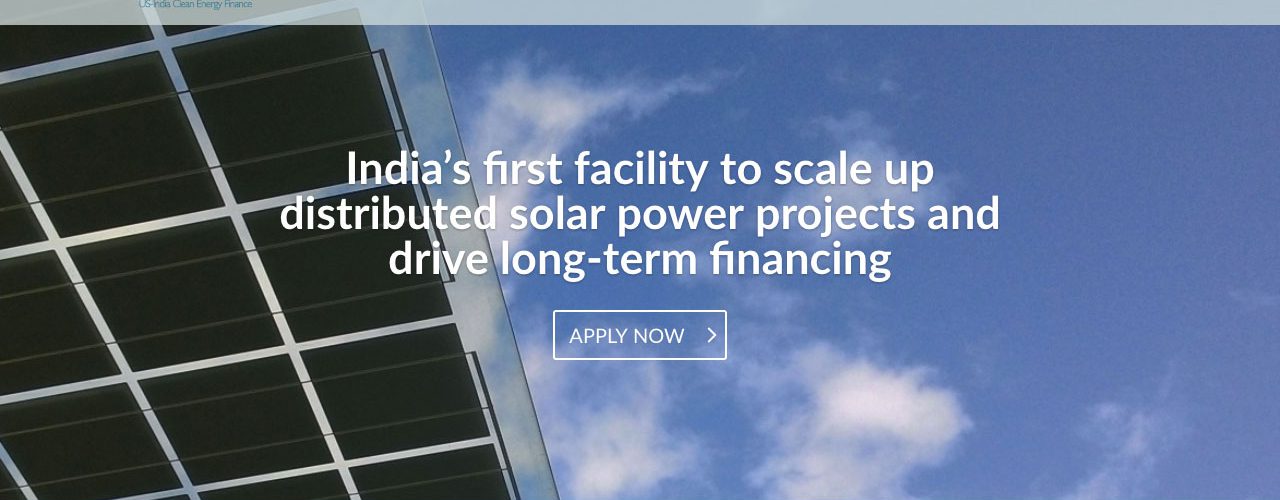 US-India Clean Energy Finance
India’s first facility to scale up
distributed solar power projects and
drive long-term financing
APPLY NOW